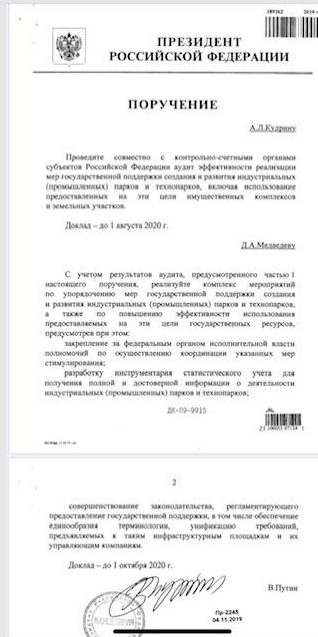 189262 2019 г
ПРЕЗИДЕНТ
РОССИЙСКОЙ ФЕДЕРАЦИИ
ПОРУЧЕНИЕ
А.Л.Кудрину
Проведите совместно с контрольно-счетными органами
субъектов Российской Федерации аудит эффективности реализации
мер государственной поддержки создания и развития индустриальных
(промышленных) парков и технопарков, включая использование
предоставленных на эти цели имущественных комплексов
и земельных участков.
Доклад – до 1 августа 2020 г.
Д.А.Медведеву
С учетом результатов аудита, предусмотренного частью 1
настоящего поручения, реализуйте комплекс мероприятий
по упорядочению мер государственной поддержки создания
и развития индустриальных (промышленных) парков и технопарков,
а также по повышению эффективности использования
предоставляемых на эти цели государственных ресурсов,
предусмотрев при этом:
закрепление за федеральным органом исполнительной власти
полномочий по осуществлению координации указанных мер
стимулирования;
разработку инструментария статистического учета для
получения полной и достоверной информации о деятельности
индустриальных (промышленных) парков и технопарков;
ДК-П9-9915
2
совершенствование законодательства, регламентирующего
предоставление государственной поддержки, в том числе обеспечение
единообразия терминологии, унификацию требований,
предъявляемых к таким инфраструктурным площадкам и их
управляющим компаниям.
Доклад – до 1 октября 2020 г.
В.Путин
КАНЦЕЛЯРИЯ
Пр-2245
04.11.2019